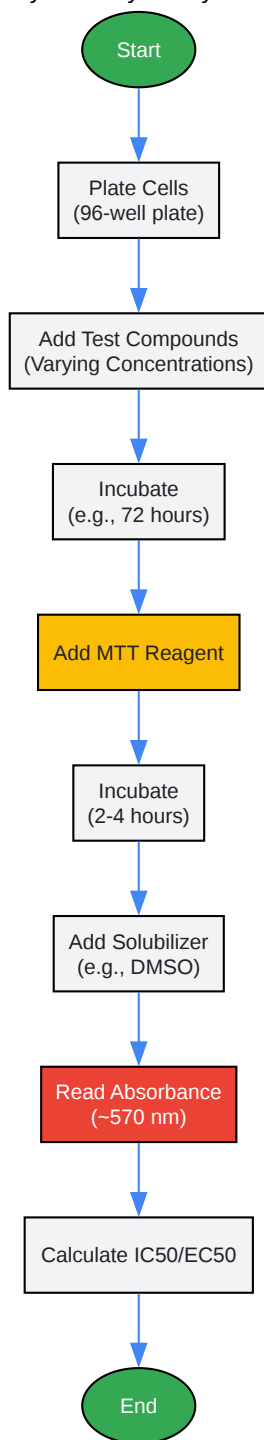 Start
Plate Cells
(96-well plate)
Add Test Compounds
(Varying Concentrations)
Incubate
(e.g., 72 hours)
Add MTT Reagent
Incubate
(2-4 hours)
Add Solubilizer
(e.g., DMSO)
Read Absorbance
(~570 nm)
Calculate IC50/EC50
End